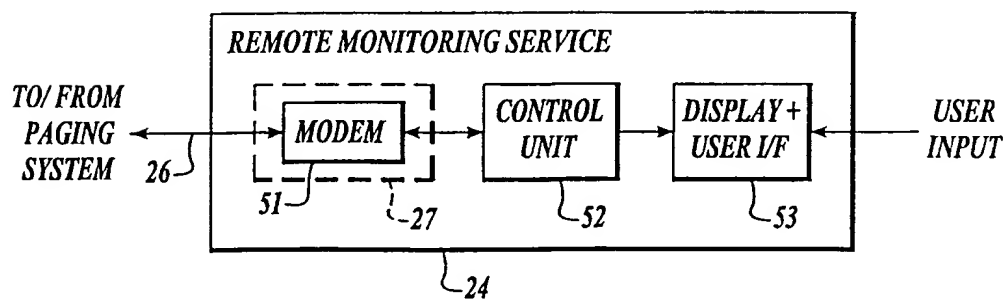 REMOTE MONITORING SERVICE
TO/ FROM
PAGING
SYSTEM
26
MODEM
51
27
CONTROL
UNIT
52
DISPLAY +
USER I/F
53
USER
INPUT
24